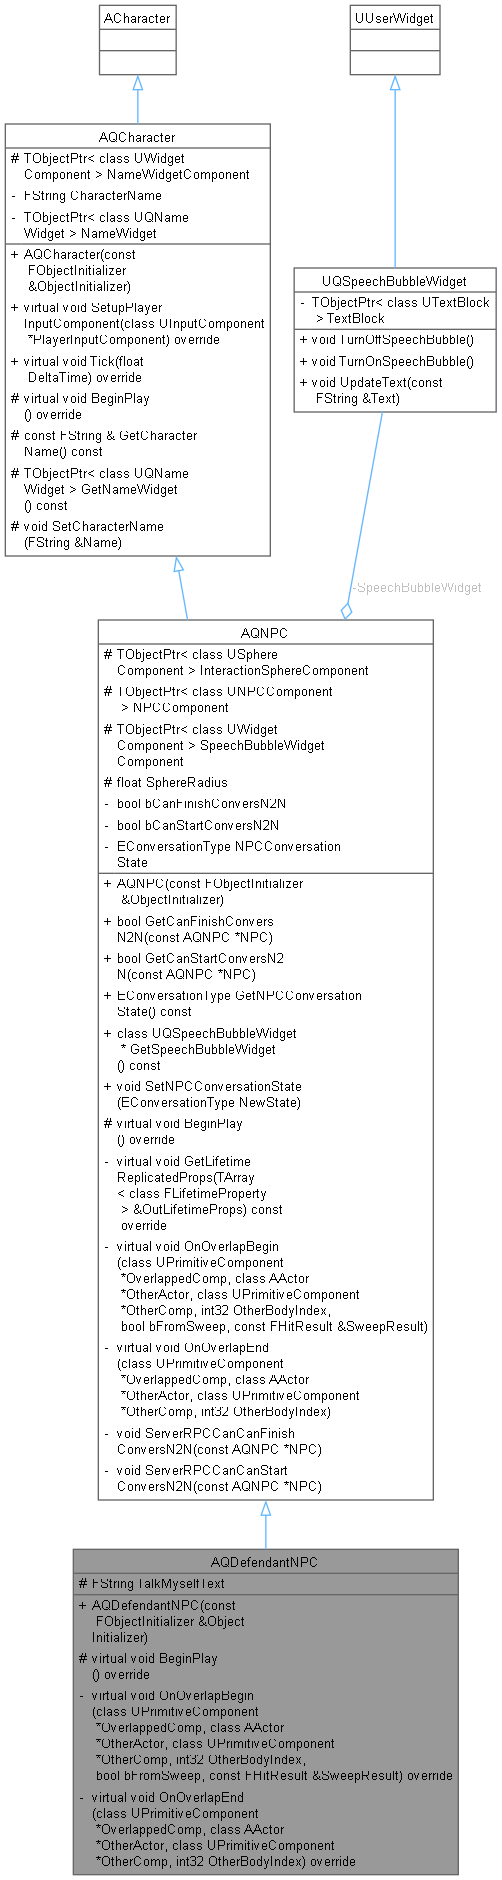 ACharacter
UUserWidget
AQCharacter
# TObjectPtr< class UWidget
Component > NameWidgetComponent
- FString CharacterName
- TObjectPtr< class UQName
Widget > NameWidget
+ AQCharacter(const
FObjectInitializer
&ObjectInitializer)
+ virtual void SetupPlayer
InputComponent(class UInputComponent
*PlayerInputComponent) override
+ virtual void Tick(float
DeltaTime) override
# virtual void BeginPlay
() override
# const FString & GetCharacter
Name() const
# TObjectPtr< class UQName
Widget > GetNameWidget
() const
# void SetCharacterName
(FString &Name)
UQSpeechBubbleWidget
- TObjectPtr< class UTextBlock
> TextBlock
+ void TurnOffSpeechBubble()
+ void TurnOnSpeechBubble()
+ void UpdateText(const
FString &Text)
-SpeechBubbleWidget
AQNPC
# TObjectPtr< class USphere
Component > InteractionSphereComponent
# TObjectPtr< class UNPCComponent
> NPCComponent
# TObjectPtr< class UWidget
Component > SpeechBubbleWidget
Component
# float SphereRadius
- bool bCanFinishConversN2N
- bool bCanStartConversN2N
- EConversationType NPCConversation
State
+ AQNPC(const FObjectInitializer
&ObjectInitializer)
+ bool GetCanFinishConvers
N2N(const AQNPC *NPC)
+ bool GetCanStartConversN2
N(const AQNPC *NPC)
+ EConversationType GetNPCConversation
State() const
+ class UQSpeechBubbleWidget
* GetSpeechBubbleWidget
() const
+ void SetNPCConversationState
(EConversationType NewState)
# virtual void BeginPlay
() override
- virtual void GetLifetime
ReplicatedProps(TArray
< class FLifetimeProperty
> &OutLifetimeProps) const
override
- virtual void OnOverlapBegin
(class UPrimitiveComponent
*OverlappedComp, class AActor
*OtherActor, class UPrimitiveComponent
*OtherComp, int32 OtherBodyIndex,
bool bFromSweep, const FHitResult &SweepResult)
- virtual void OnOverlapEnd
(class UPrimitiveComponent
*OverlappedComp, class AActor
*OtherActor, class UPrimitiveComponent
*OtherComp, int32 OtherBodyIndex)
- void ServerRPCCanCanFinish
ConversN2N(const AQNPC *NPC)
- void ServerRPCCanCanStart
ConversN2N(const AQNPC *NPC)
AQDefendantNPC
# FString TalkMyselfText
+ AQDefendantNPC(const
FObjectInitializer &Object
Initializer)
# virtual void BeginPlay
() override
- virtual void OnOverlapBegin
(class UPrimitiveComponent
*OverlappedComp, class AActor
*OtherActor, class UPrimitiveComponent
*OtherComp, int32 OtherBodyIndex,
bool bFromSweep, const FHitResult &SweepResult) override
- virtual void OnOverlapEnd
(class UPrimitiveComponent
*OverlappedComp, class AActor
*OtherActor, class UPrimitiveComponent
*OtherComp, int32 OtherBodyIndex) override